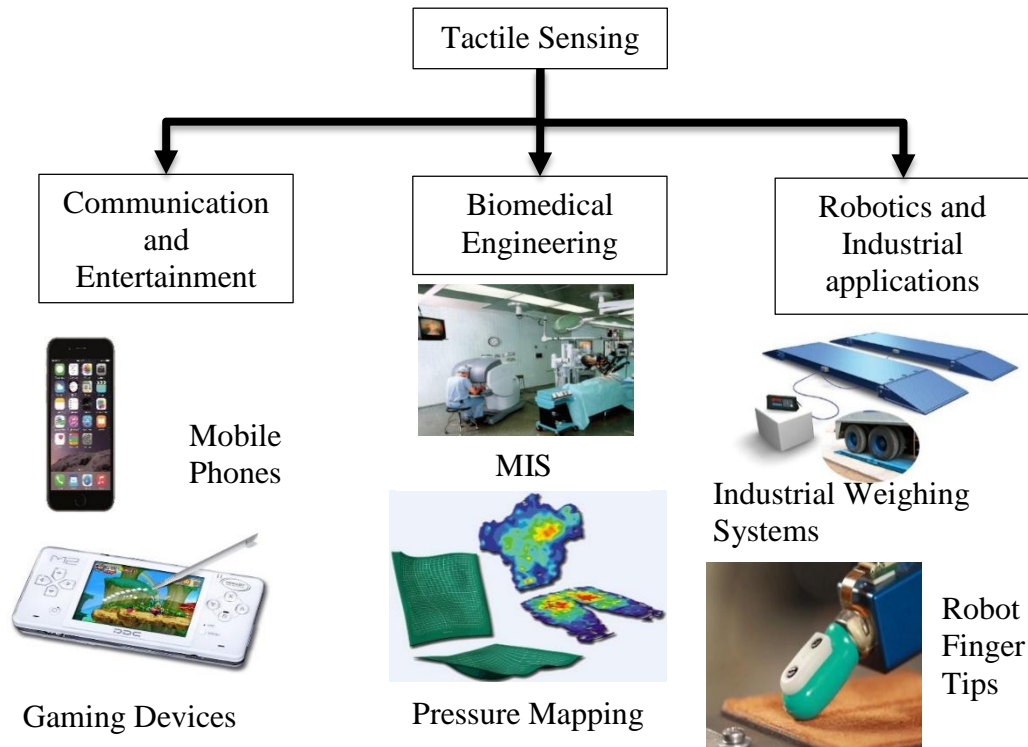 Tactile Sensing
Communication
and
Entertainment
Biomedical
Engineering
Robotics and
Industrial
applications
Mobile
Phones
MIS
Industrial Weighing
Systems
Gaming Devices
Pressure Mapping
Robot
Finger
Tips